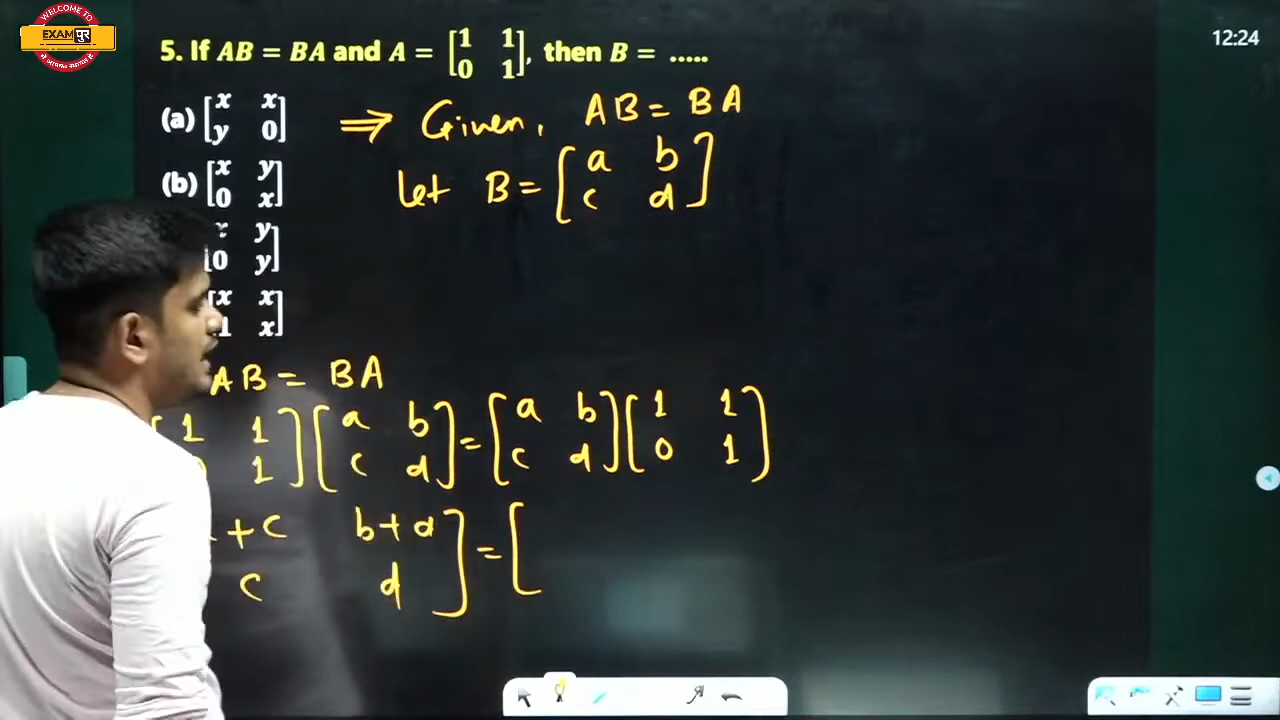 WELCOME TO
EXAM पुर
12:24
5. If AB = BA and A = [1 1 0 1], then B = .....
(a) [x x y 0]
⇒ Given, AB = BA
(b) [x y 0 x]
let B = [a b c d]
y
0 y]
[x x
1 x]
AB = BA
1 1 ] [a b = [a b [1 1
1 ] c d] c d] 0 1]
+ c b + d] = [
c d]